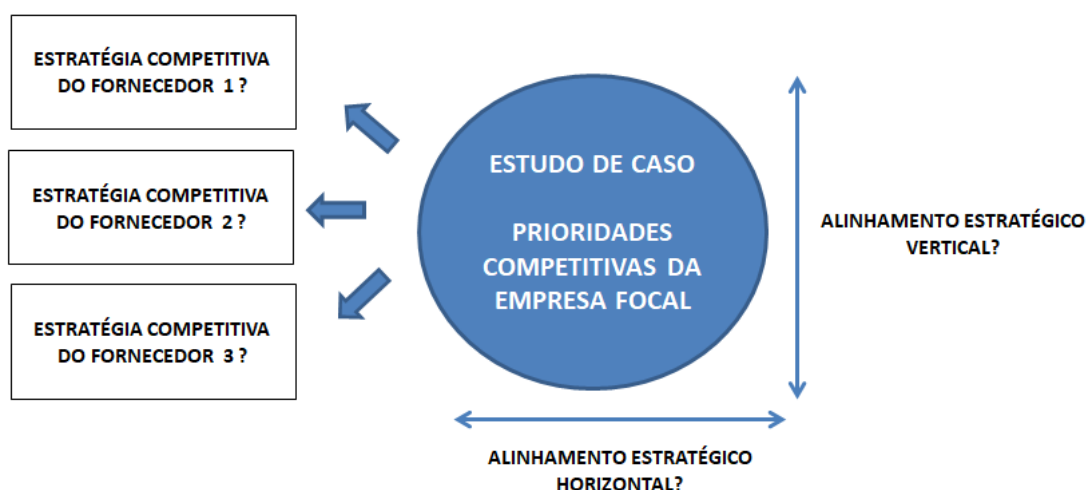 ESTRATÉGIA COMPETITIVA
DO FORNECEDOR 1 ?
ESTRATÉGIA COMPETITIVA
DO FORNECEDOR 2 ?
ESTRATÉGIA COMPETITIVA
DO FORNECEDOR 3 ?
ESTUDO DE CASO
PRIORIDADES
COMPETITIVAS DA
EMPRESA FOCAL
ALINHAMENTO ESTRATÉGICO
VERTICAL?
ALINHAMENTO ESTRATÉGICO
HORIZONTAL?